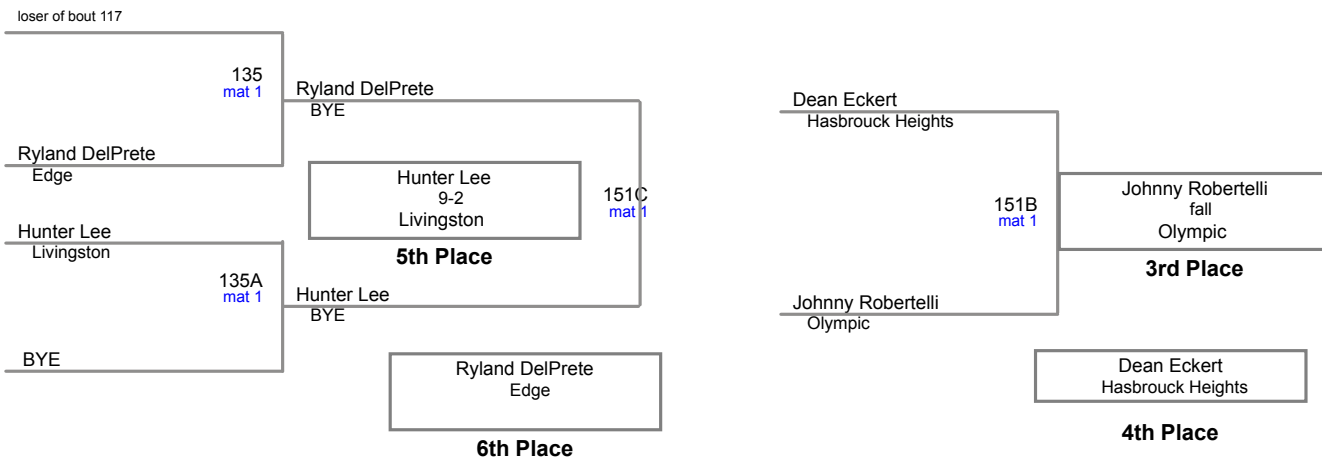 loser of bout 117
135
mat 1
Ryland DelPrete
BYE
Ryland DelPrete
Edge
Hunter Lee
9-2
Livingston
5th Place
151C
mat 1
Hunter Lee
Livingston
135A
mat 1
Hunter Lee
BYE
BYE
Ryland DelPrete
Edge
6th Place
Dean Eckert
Hasbrouck Heights
151B
mat 1
Johnny Robertelli
fall
Olympic
3rd Place
Johnny Robertelli
Olympic
Dean Eckert
Hasbrouck Heights
4th Place